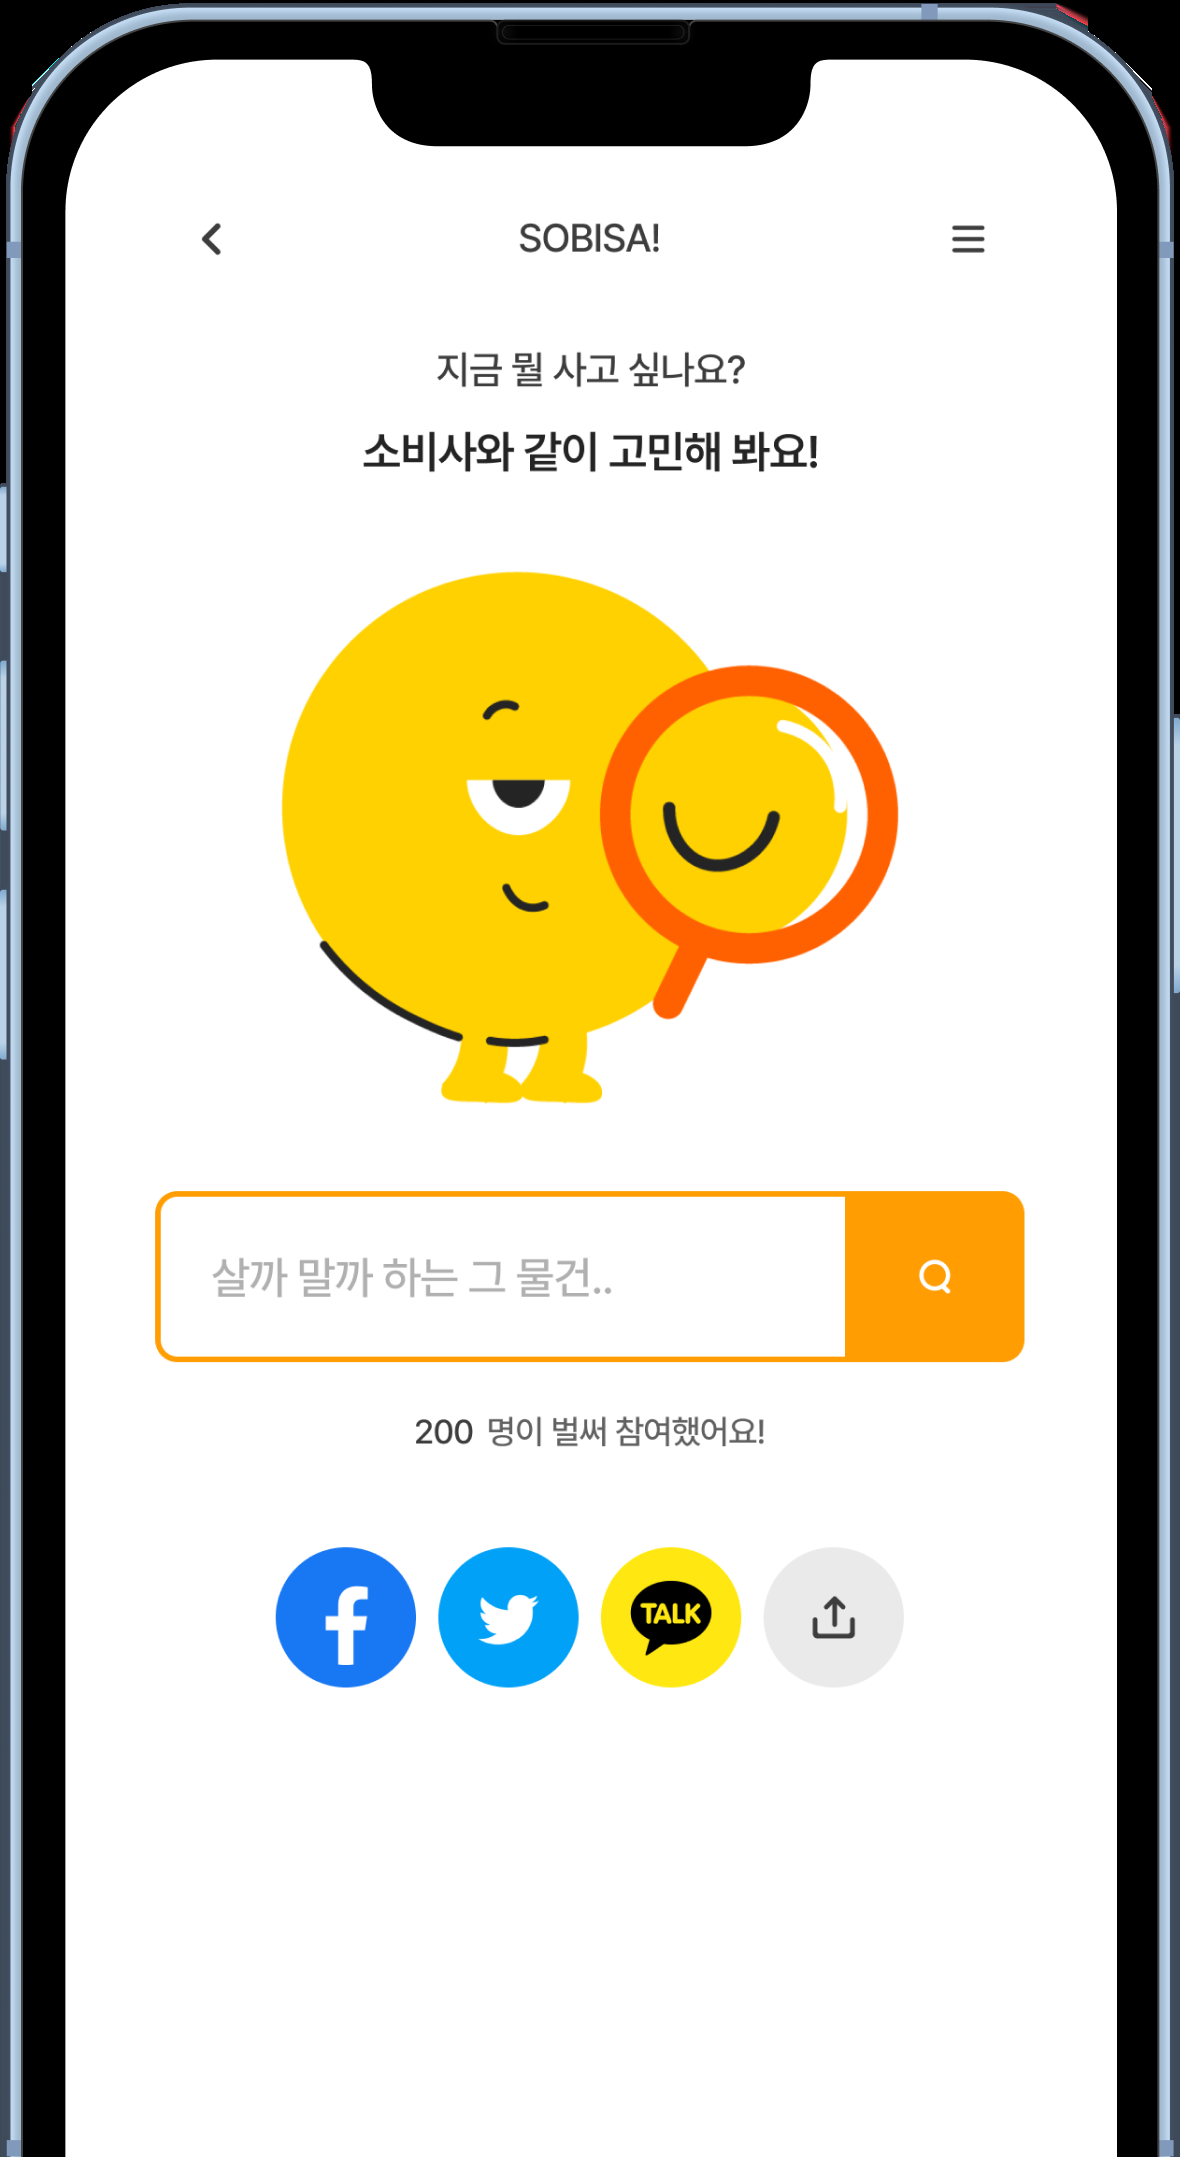 SOBISA!
지금 뭘 사고 싶나요?
소비사와 같이 고민해 봐요!
살까 말까 하는 그 물건..
200 명이 벌써 참여했어요!
TALK